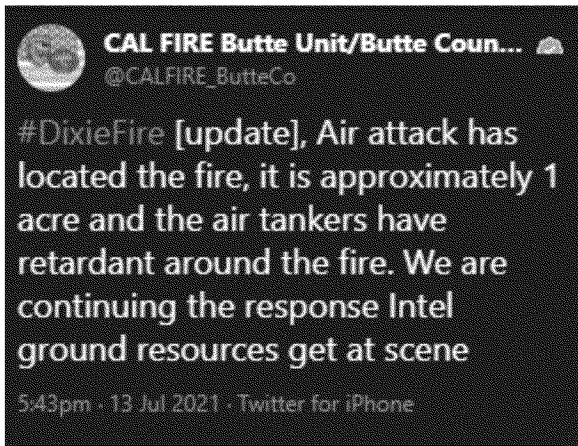 CAL FIRE Butte Unit/Butte Coun...
@CALFIRE_ButteCo
#DixieFire [update], Air attack has
located the fire, it is approximately 1
acre and the air tankers have
retardant around the fire. We are
continuing the response Intel
ground resources get at scene
5:43pm · 13 Jul 2021 · Twitter for iPhone